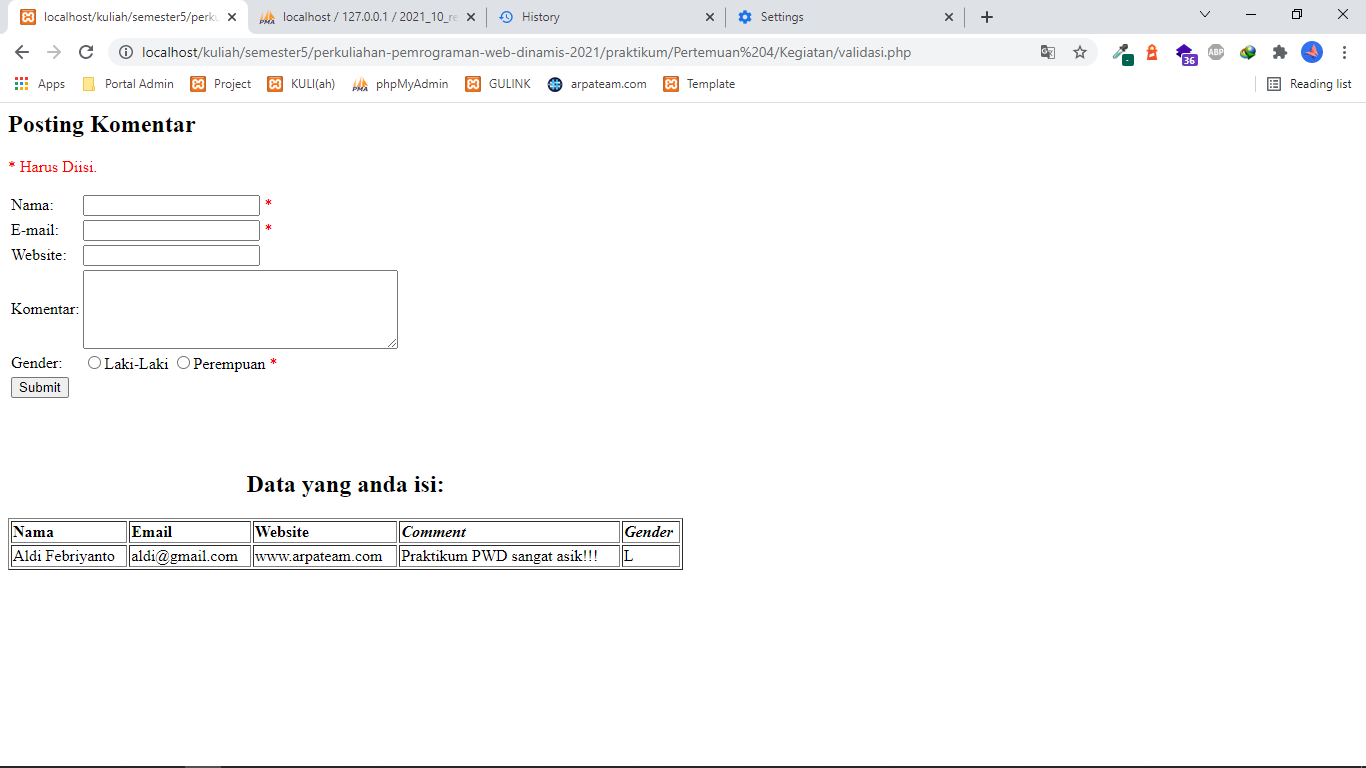 localhost/kuliah/semester5/perku
localhost / 127.0.0.1 / 2021_10_re
History
Settings
localhost/kuliah/semester5/perkuliahan-pemrograman-web-dinamis-2021/praktikum/Pertemuan%204/Kegiatan/validasi.php
36
ABP
Apps
Portal Admin
Project
KULI(ah)
PMA
phpMyAdmin
GULINK
arpateam.com
Template
Reading list
Posting Komentar
* Harus Diisi.
Nama: *
E-mail: *
Website:
Komentar:
Gender: Laki-Laki Perempuan *
Submit
Data yang anda isi:
Nama Email Website Comment Gender
Aldi Febriyanto aldi@gmail.com www.arpateam.com Praktikum PWD sangat asik!!! L